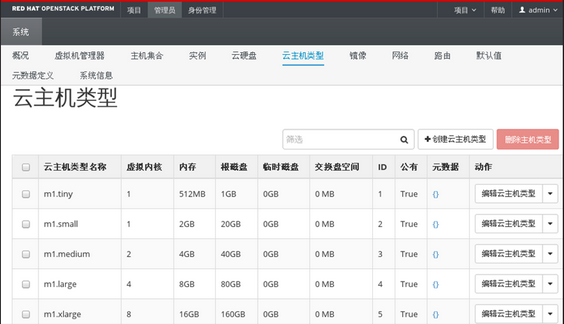 RED HAT OPENSTACK PLATFORM 项目 管理员 身份管理 项目 帮助 admin
系统
概况 虚拟机管理器 主机集合 实例 云硬盘 云主机类型 镜像 网络 路由 默认值
元数据定义 系统信息
云主机类型
筛选 +创建云主机类型 删除主机类型
云主机类型名称 虚拟内核 内存 根磁盘 临时磁盘 交换盘空间 ID 公有 元数据 动作
m1.tiny 1 512MB 1GB 0GB 0 MB 1 True {} 编辑云主机类型
m1.small 1 2GB 20GB 0GB 0 MB 2 True {} 编辑云主机类型
m1.medium 2 4GB 40GB 0GB 0 MB 3 True {} 编辑云主机类型
m1.large 4 8GB 80GB 0GB 0 MB 4 True {} 编辑云主机类型
m1.xlarge 8 16GB 160GB 0GB 0 MB 5 True {} 编辑云主机类型